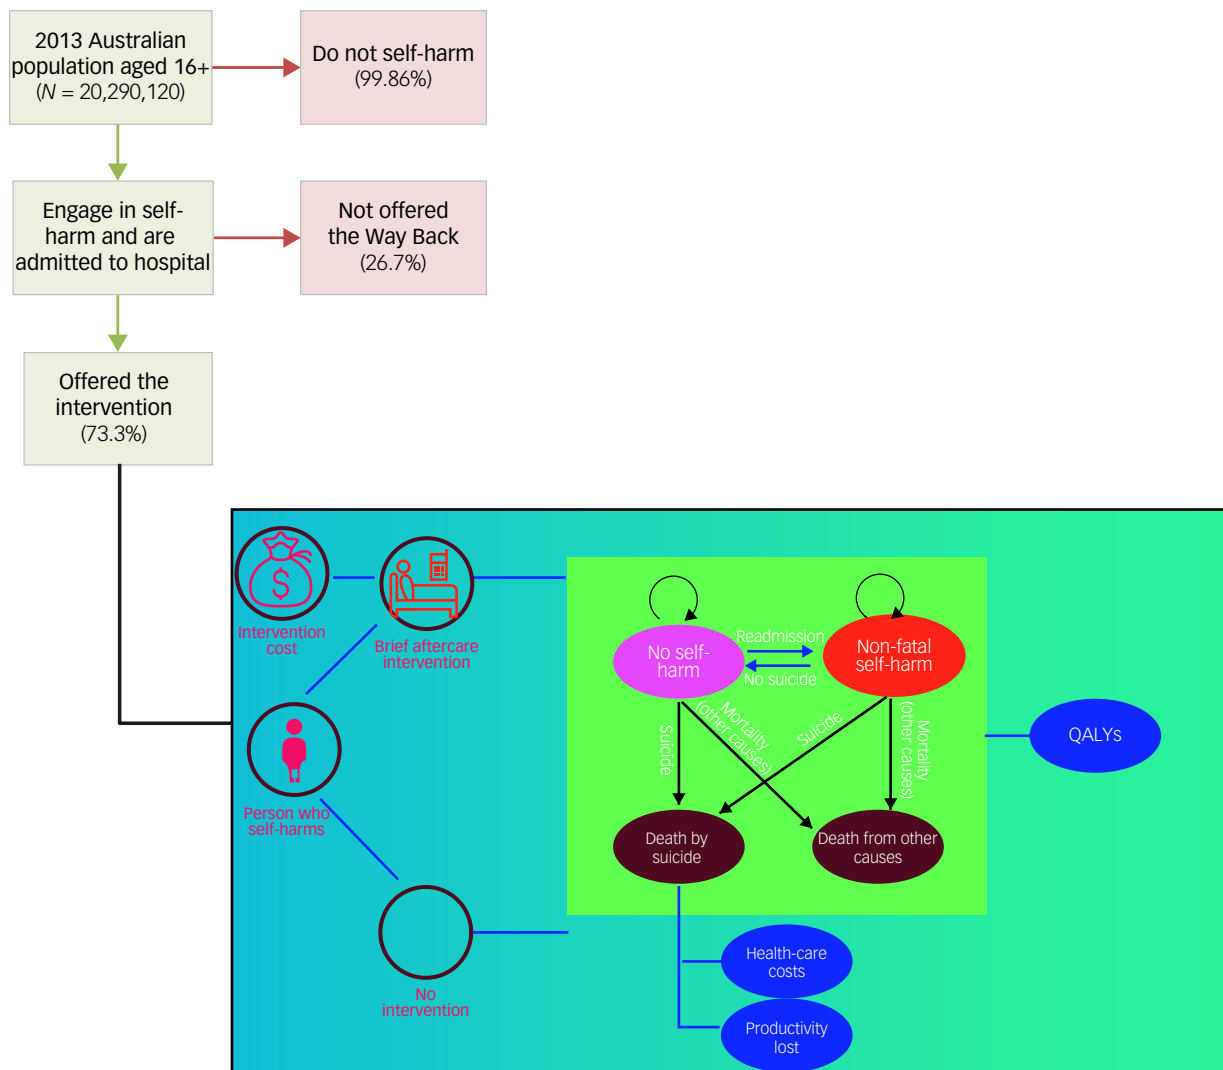 2013 Australian
population aged 16+
(N = 20,290,120)
Do not self-harm
(99.86%)
Engage in self-
harm and are
admitted to hospital
Not offered
the Way Back
(26.7%)
Offered the
intervention
(73.3%)
$
Intervention
cost
Brief aftercare
intervention
Person who
self-harms
No
intervention
No self-
harm
Readmission
No suicide
Non-fatal
self-harm
Suicide
Mortality
(other causes)
Suicide
Mortality
(other causes)
Death by
suicide
Death from other
causes
QALYs
Health-care
costs
Productivity
lost